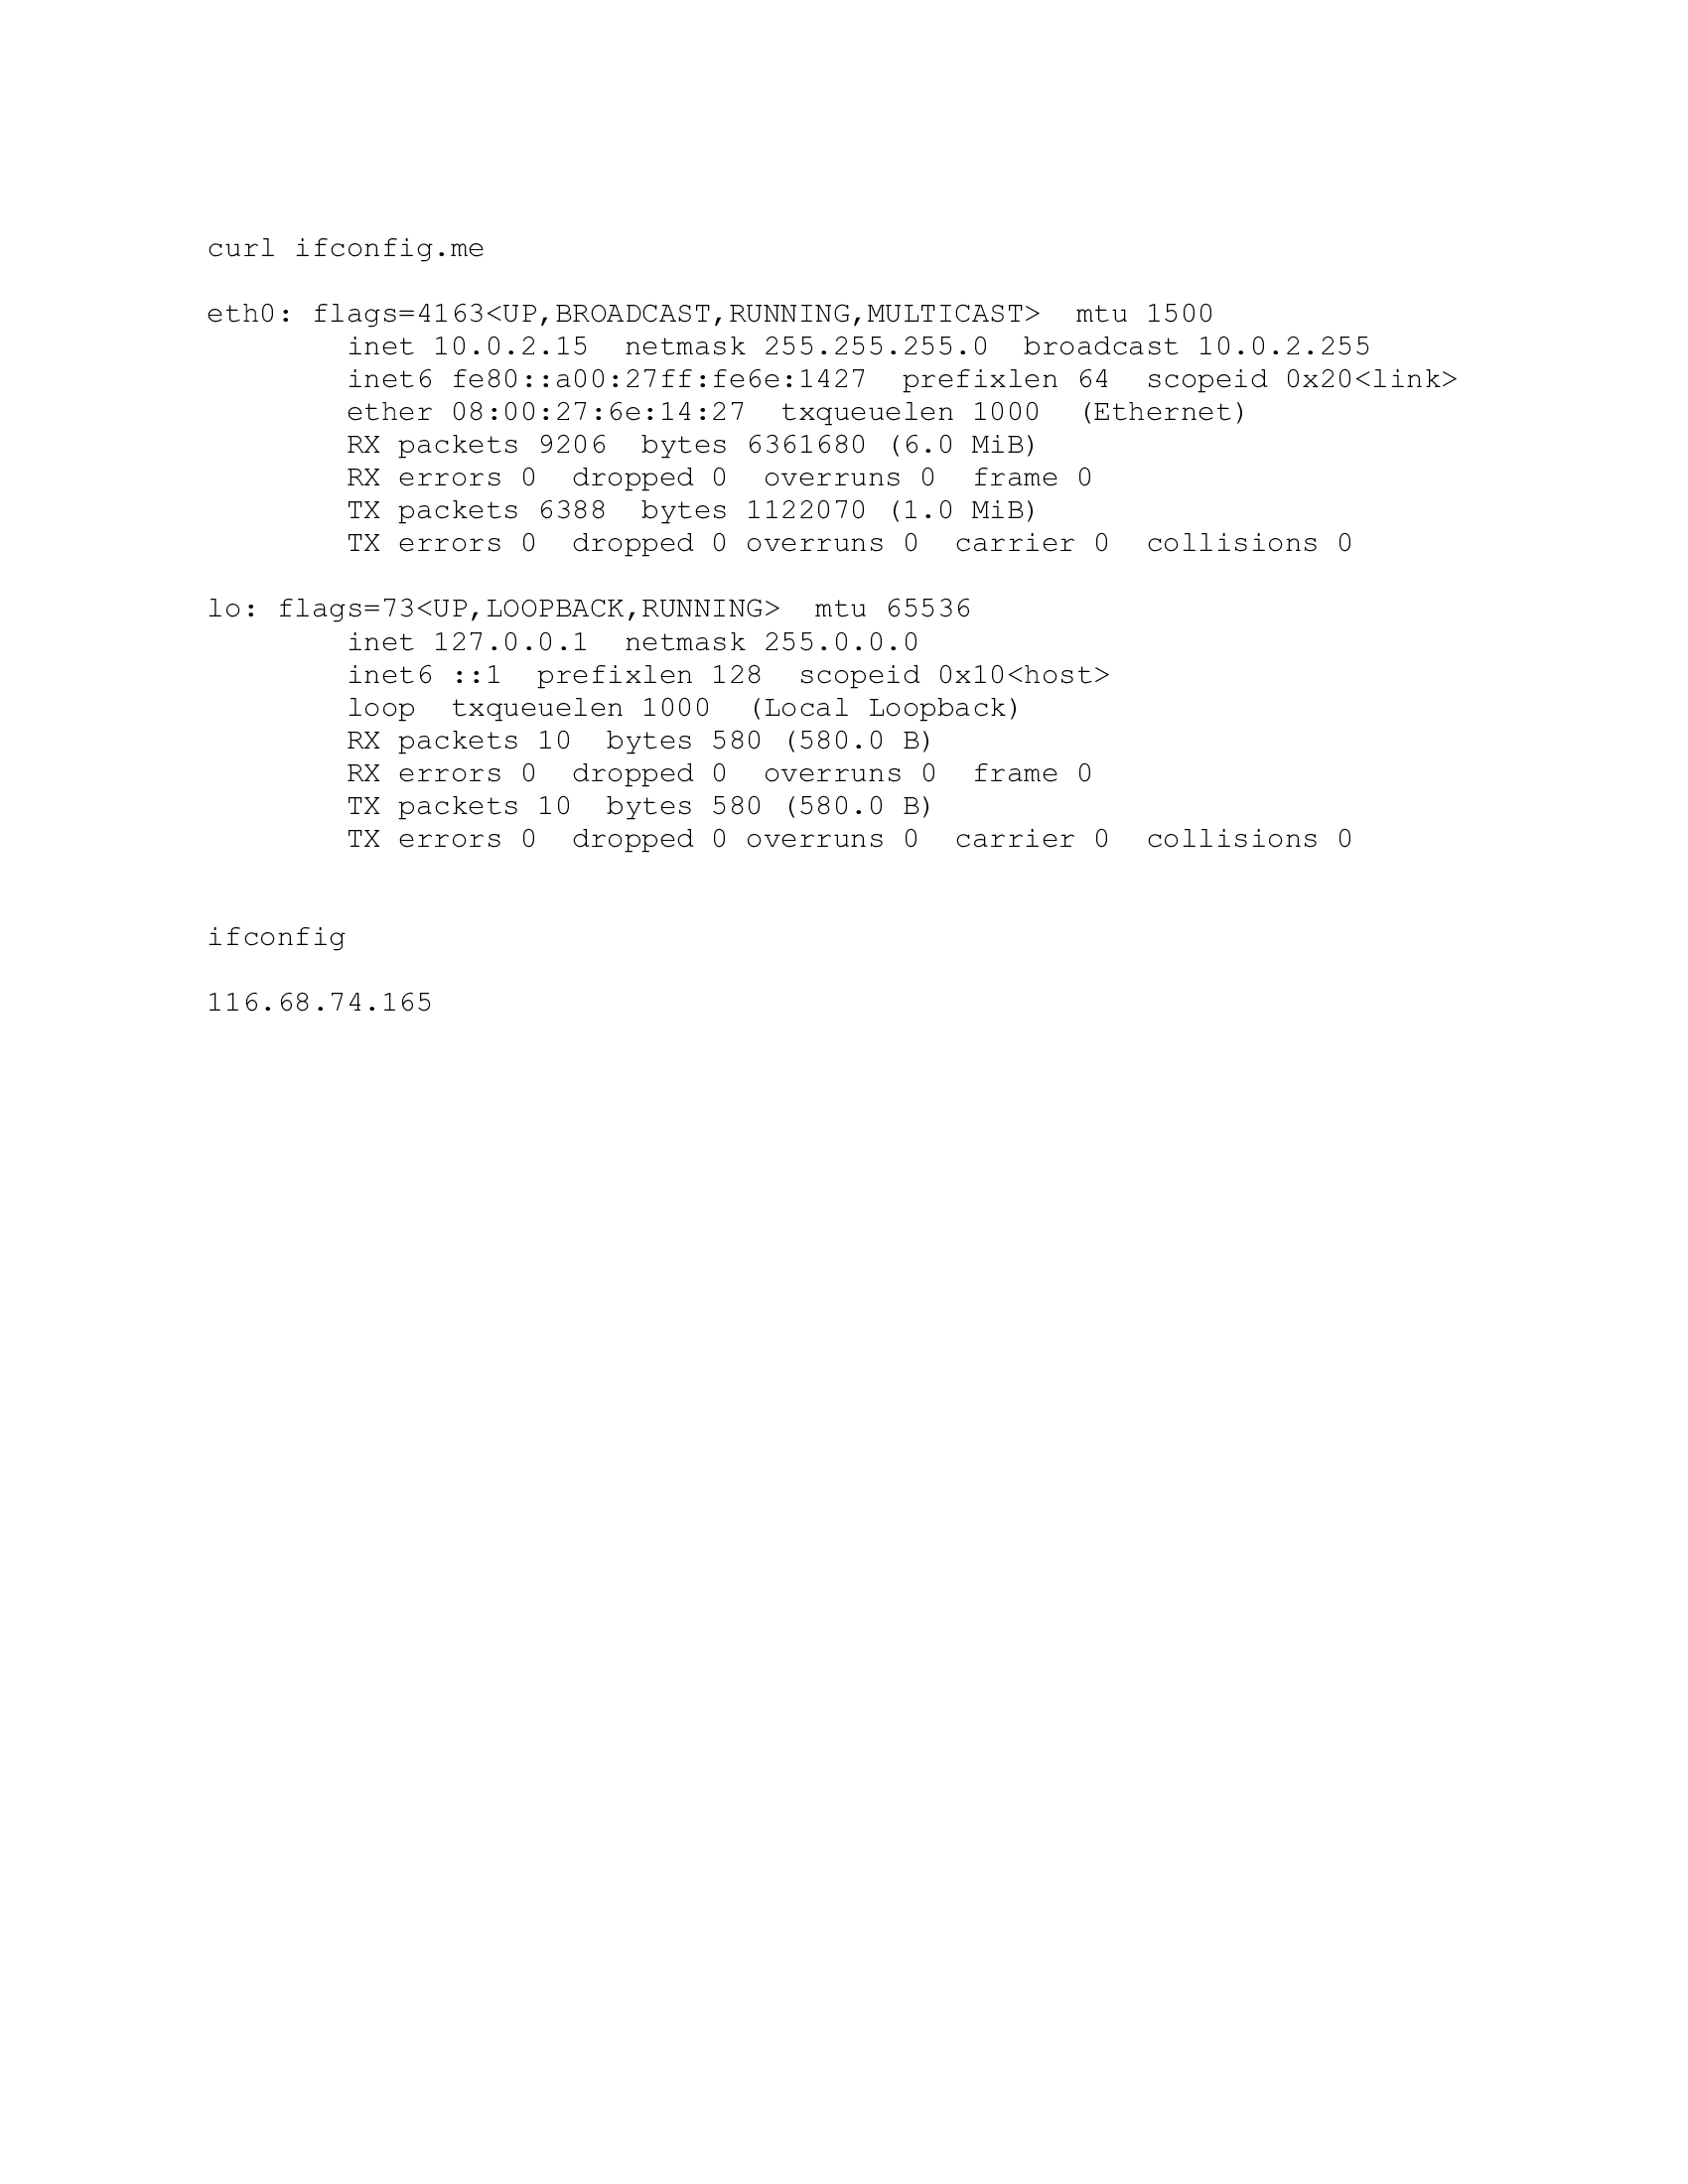 curl ifconfig.me
eth0: flags=4163<UP,BROADCAST,RUNNING,MULTICAST>  mtu 1500
        inet 10.0.2.15  netmask 255.255.255.0  broadcast 10.0.2.255
        inet6 fe80::a00:27ff:fe6e:1427  prefixlen 64  scopeid 0x20<link>
        ether 08:00:27:6e:14:27  txqueuelen 1000  (Ethernet)
        RX packets 9206  bytes 6361680 (6.0 MiB)
        RX errors 0  dropped 0  overruns 0  frame 0
        TX packets 6388  bytes 1122070 (1.0 MiB)
        TX errors 0  dropped 0 overruns 0  carrier 0  collisions 0
lo: flags=73<UP,LOOPBACK,RUNNING>  mtu 65536
        inet 127.0.0.1  netmask 255.0.0.0
        inet6 ::1  prefixlen 128  scopeid 0x10<host>
        loop  txqueuelen 1000  (Local Loopback)
        RX packets 10  bytes 580 (580.0 B)
        RX errors 0  dropped 0  overruns 0  frame 0
        TX packets 10  bytes 580 (580.0 B)
        TX errors 0  dropped 0 overruns 0  carrier 0  collisions 0
ifconfig
116.68.74.165